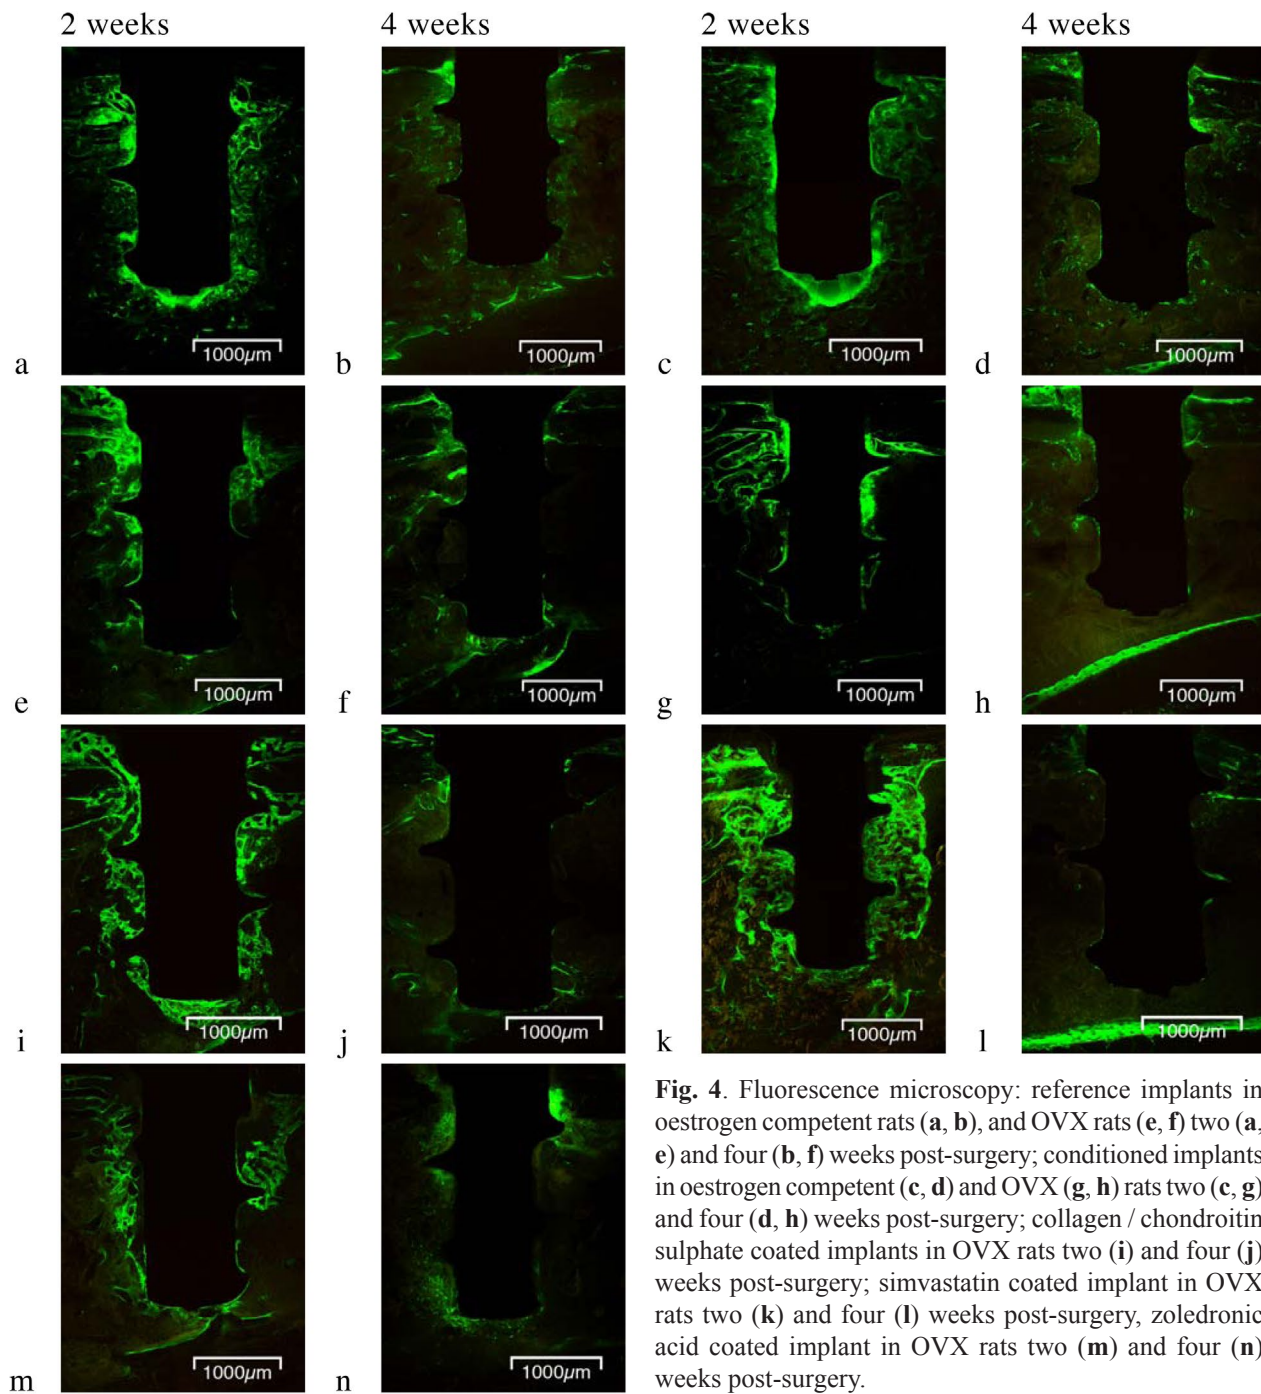 2 weeks 4 weeks 2 weeks 4 weeks
1000µm 1000µm 1000µm 1000µm
a b c d
1000µm 1000µm 1000µm 1000µm
e f g h
1000µm 1000µm 1000µm 1000µm
i j k l
1000µm 1000µm
m n
Fig. 4. Fluorescence microscopy: reference implants in
oestrogen competent rats (a, b), and OVX rats (e, f) two (a,
e) and four (b, f) weeks post-surgery; conditioned implants
in oestrogen competent (c, d) and OVX (g, h) rats two (c, g)
and four (d, h) weeks post-surgery; collagen / chondroitin
sulphate coated implants in OVX rats two (i) and four (j)
weeks post-surgery; simvastatin coated implant in OVX
rats two (k) and four (l) weeks post-surgery, zoledronic
acid coated implant in OVX rats two (m) and four (n)
weeks post-surgery.